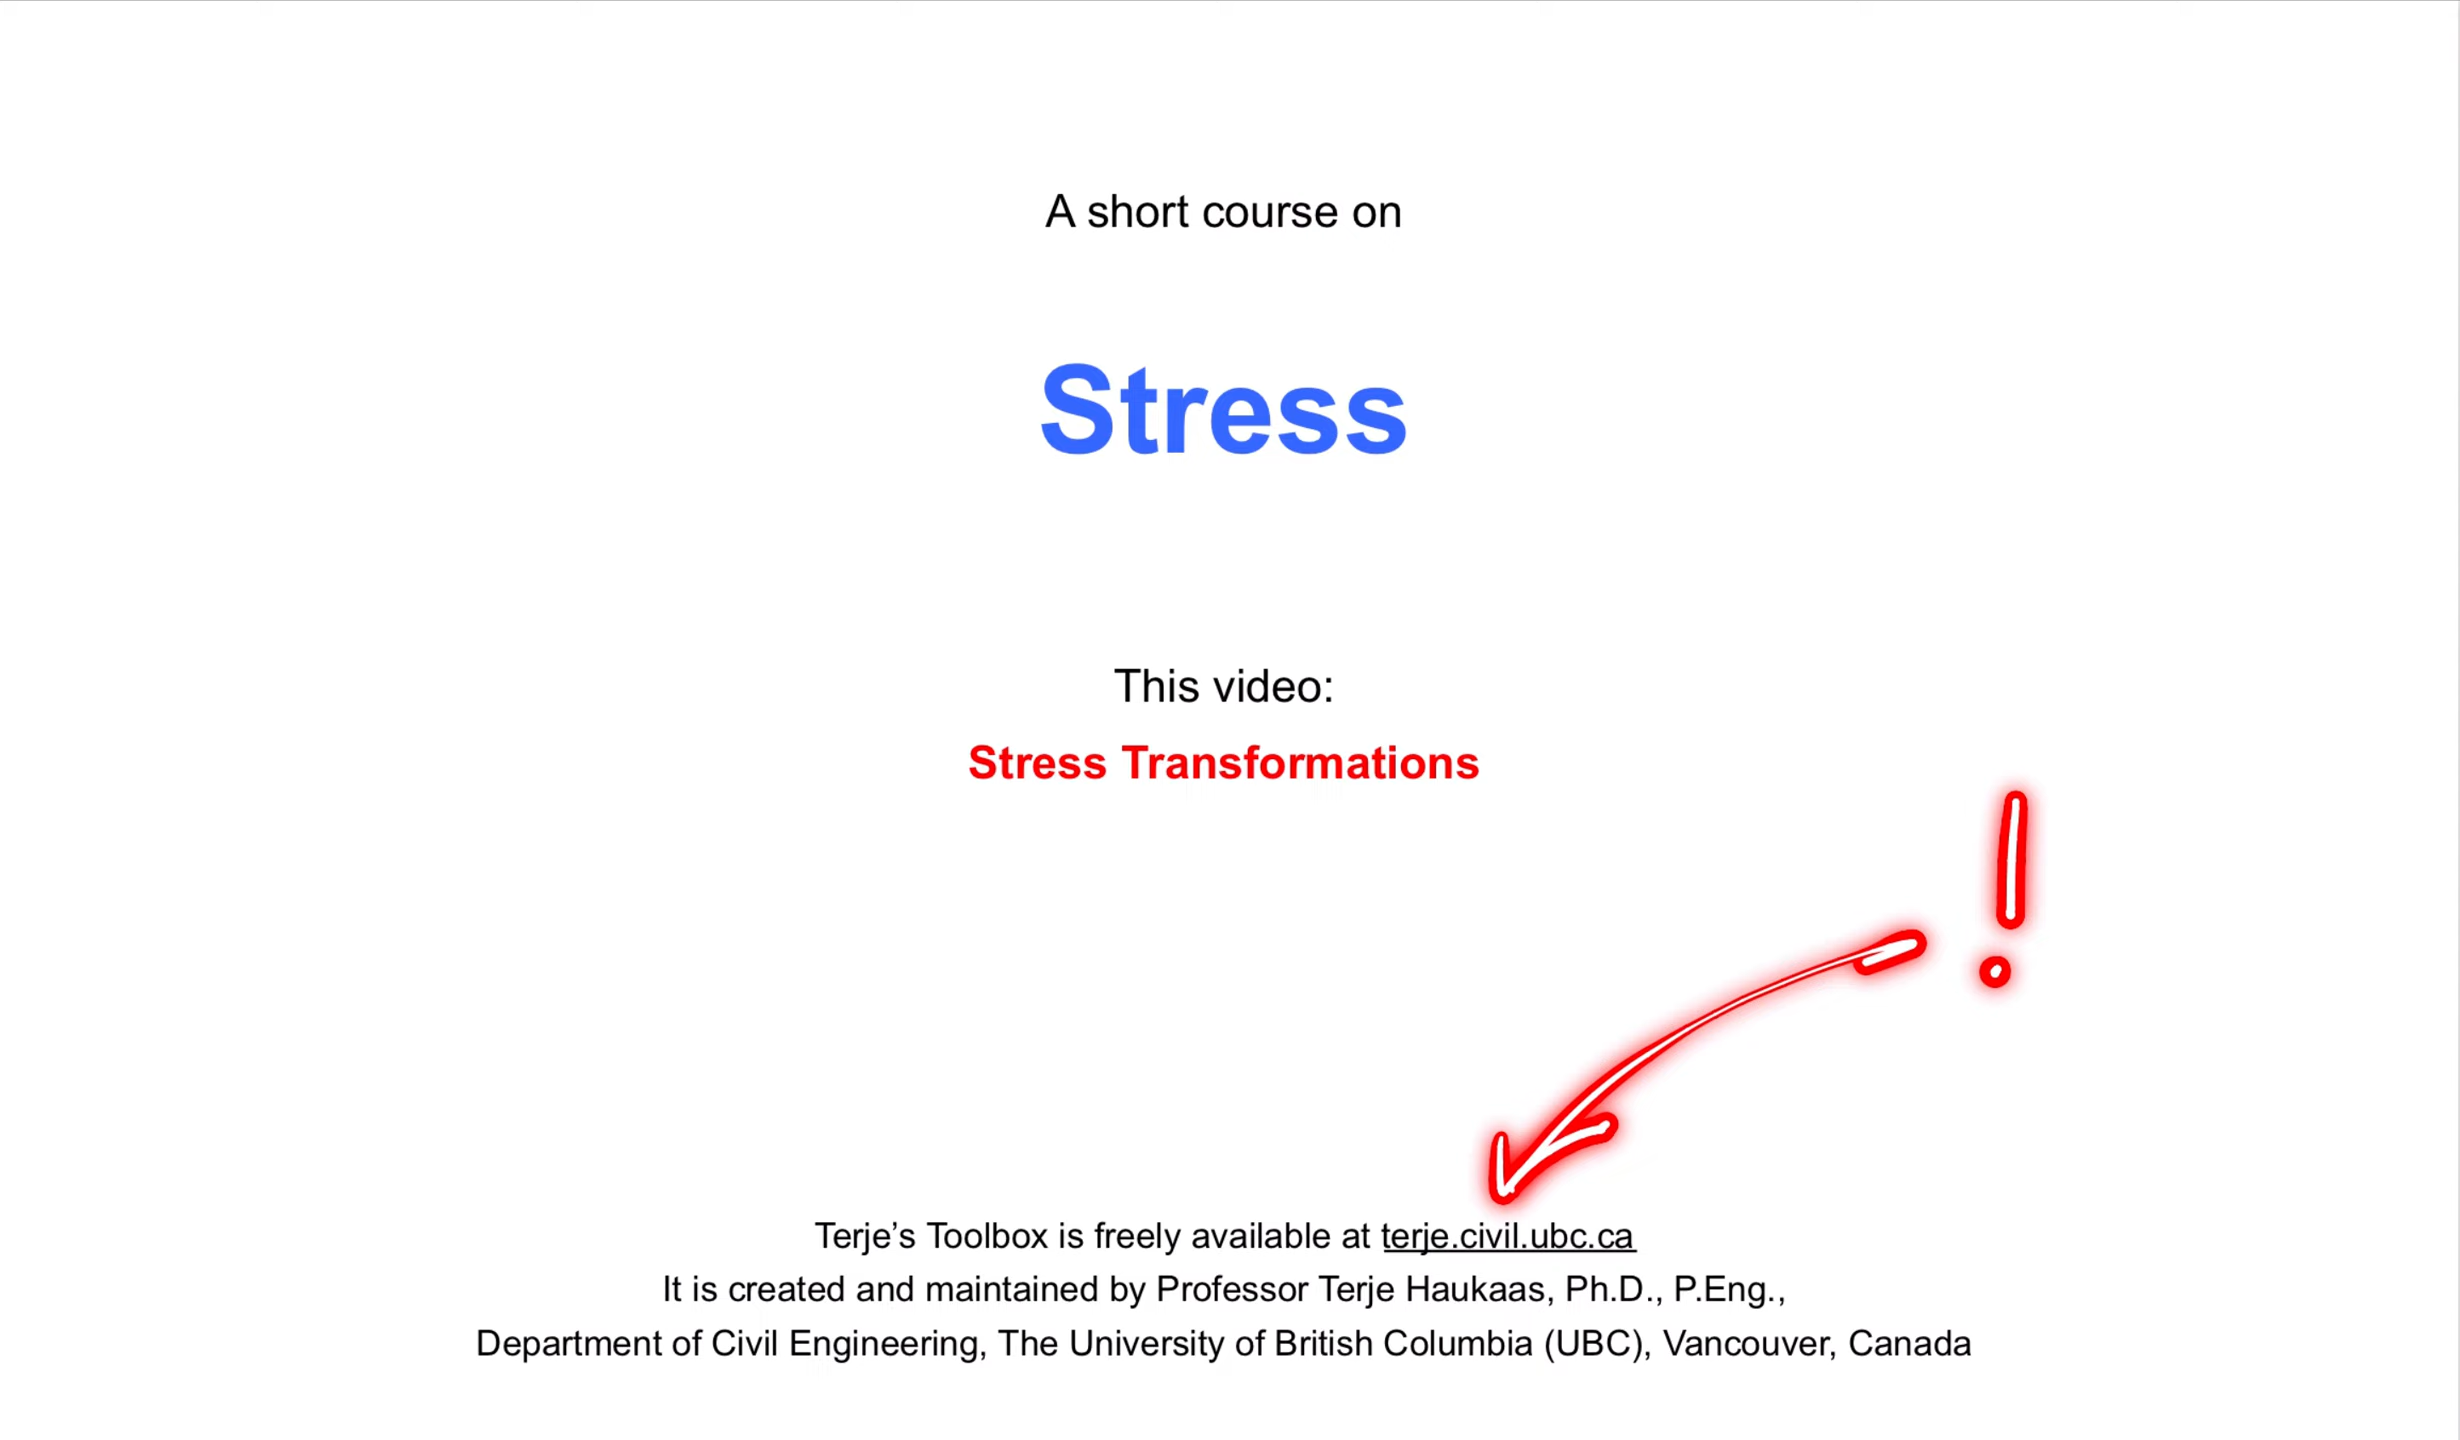 A short course on
Stress
This video:
Stress Transformations
!
Terje’s Toolbox is freely available at terje.civil.ubc.ca
It is created and maintained by Professor Terje Haukaas, Ph.D., P.Eng.,
Department of Civil Engineering, The University of British Columbia (UBC), Vancouver, Canada